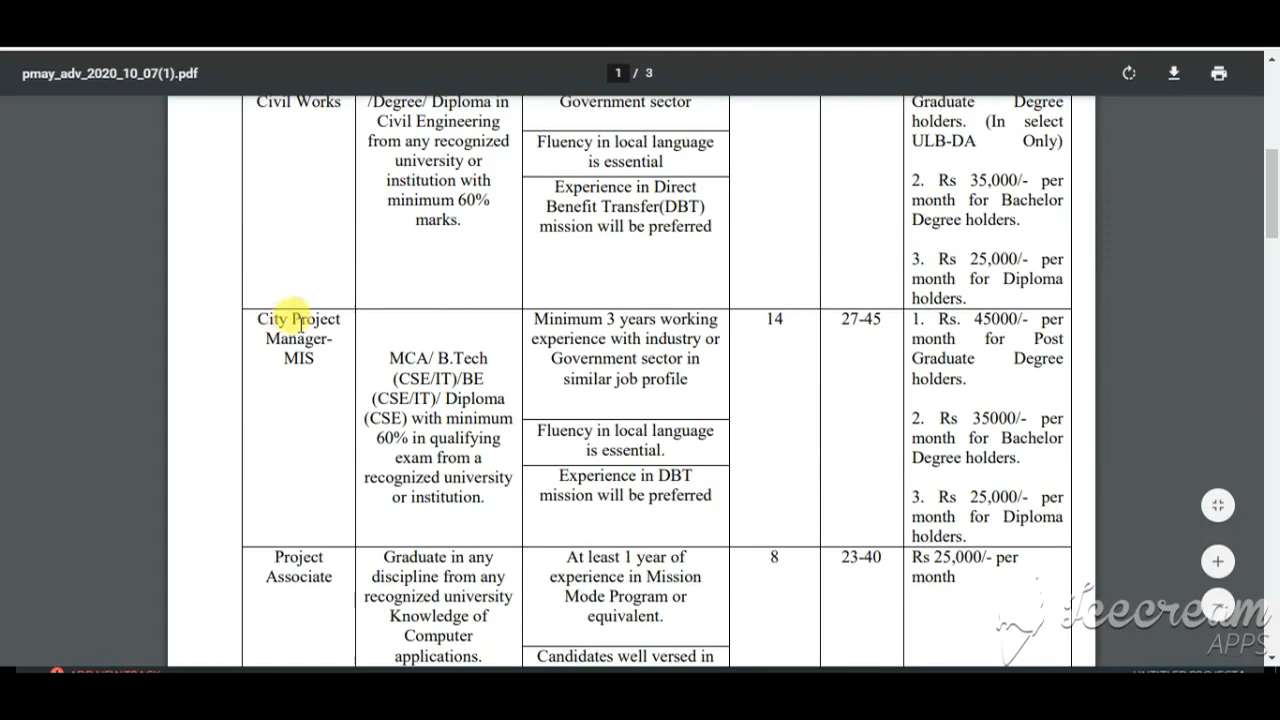 pmay_adv_2020_10_07(1).pdf
1 / 3
Civil Works
/Degree/ Diploma in
Civil Engineering
from any recognized
university or
institution with
minimum 60%
marks.
Government sector
Fluency in local language
is essential
Experience in Direct
Benefit Transfer(DBT)
mission will be preferred
Graduate Degree
holders. (In select
ULB-DA Only)
2. Rs 35,000/- per
month for Bachelor
Degree holders.
3. Rs 25,000/- per
month for Diploma
holders.
City Project
Manager-
MIS
MCA/ B.Tech
(CSE/IT)/BE
(CSE/IT)/ Diploma
(CSE) with minimum
60% in qualifying
exam from a
recognized university
or institution.
Minimum 3 years working
experience with industry or
Government sector in
similar job profile
Fluency in local language
is essential.
Experience in DBT
mission will be preferred
14
27-45
1. Rs. 45000/- per
month for Post
Graduate Degree
holders.
2. Rs 35000/- per
month for Bachelor
Degree holders.
3. Rs 25,000/- per
month for Diploma
holders.
Project
Associate
Graduate in any
discipline from any
recognized university
Knowledge of
Computer
applications.
At least 1 year of
experience in Mission
Mode Program or
equivalent.
Candidates well versed in
8
23-40
Rs 25,000/- per
month
Icecream
APPS